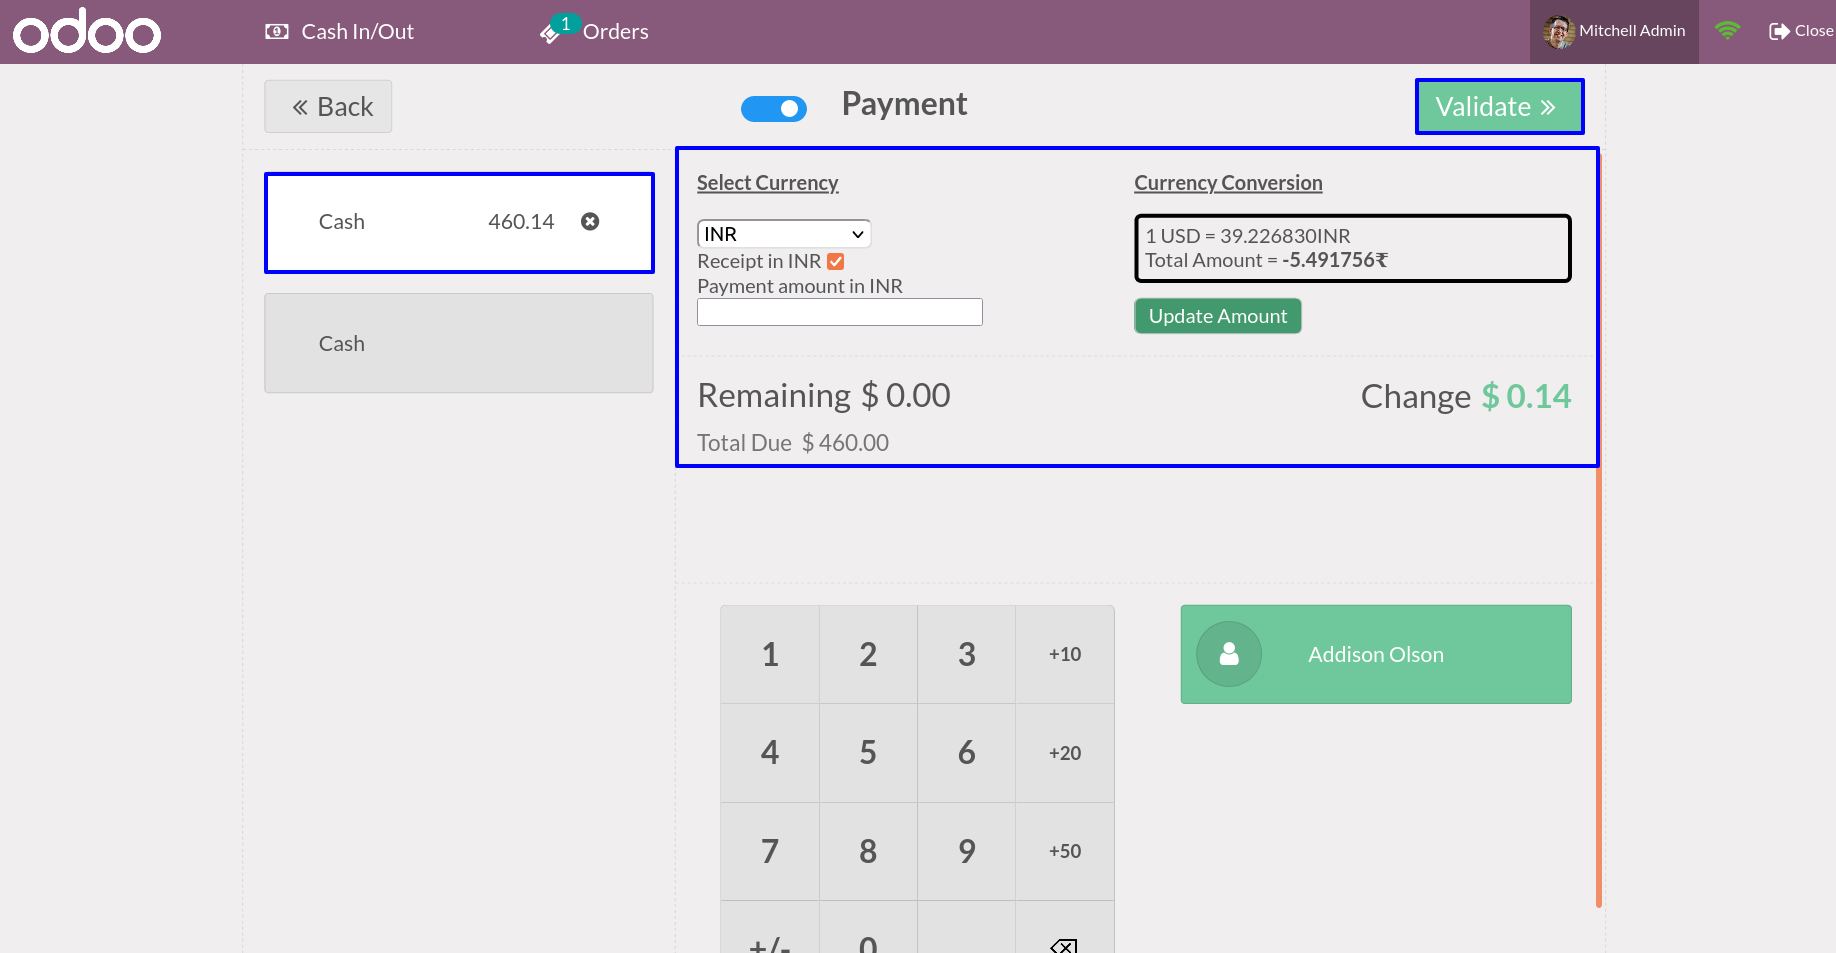 odoo
Cash In/Out
1
Orders
Mitchell Admin
Close
Back
Payment
Validate
Cash 460.14
Cash
Select Currency
INR
Receipt in INR
Payment amount in INR
Currency Conversion
1 USD = 39.226830INR
Total Amount = -5.491756₹
Update Amount
Remaining $ 0.00
Change $ 0.14
Total Due $ 460.00
1 2 3 +10
4 5 6 +20
7 8 9 +50
+/- 0
Addison Olson